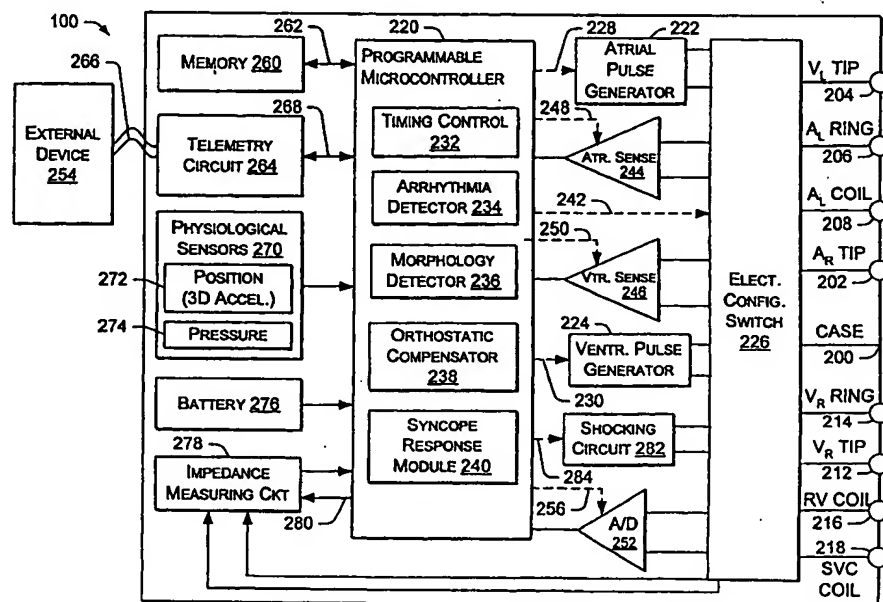 100
266
EXTERNAL
DEVICE
254
262
MEMORY 260
268
TELEMETRY
CIRCUIT
264
PHYSIOLOGICAL
SENSORS 270
272
POSITION
(3D ACCEL.)
274
PRESSURE
BATTERY 276
278
IMPEDANCE
MEASURING CKT
280
220
PROGRAMMABLE
MICROCONTROLLER
TIMING CONTROL
232
ARRHYTHMIA
DETECTOR 234
MORPHOLOGY
DETECTOR 236
ORTHOSTATIC
COMPENSATOR
238
SYNCOPE
RESPONSE
MODULE 240
228
222
ATRIAL
PULSE
GENERATOR
248
ATR. SENSE
244
242
250
VTR. SENSE
246
224
VENTR. PULSE
GENERATOR
230
SHOCKING
CIRCUIT 282
284
256
A/D
252
ELECT.
CONFIG.
SWITCH
226
VL TIP
204
AL RING
206
AL COIL
208
AR TIP
202
CASE
200
VR RING
214
VR TIP
212
RV COIL
216
218
SVC
COIL